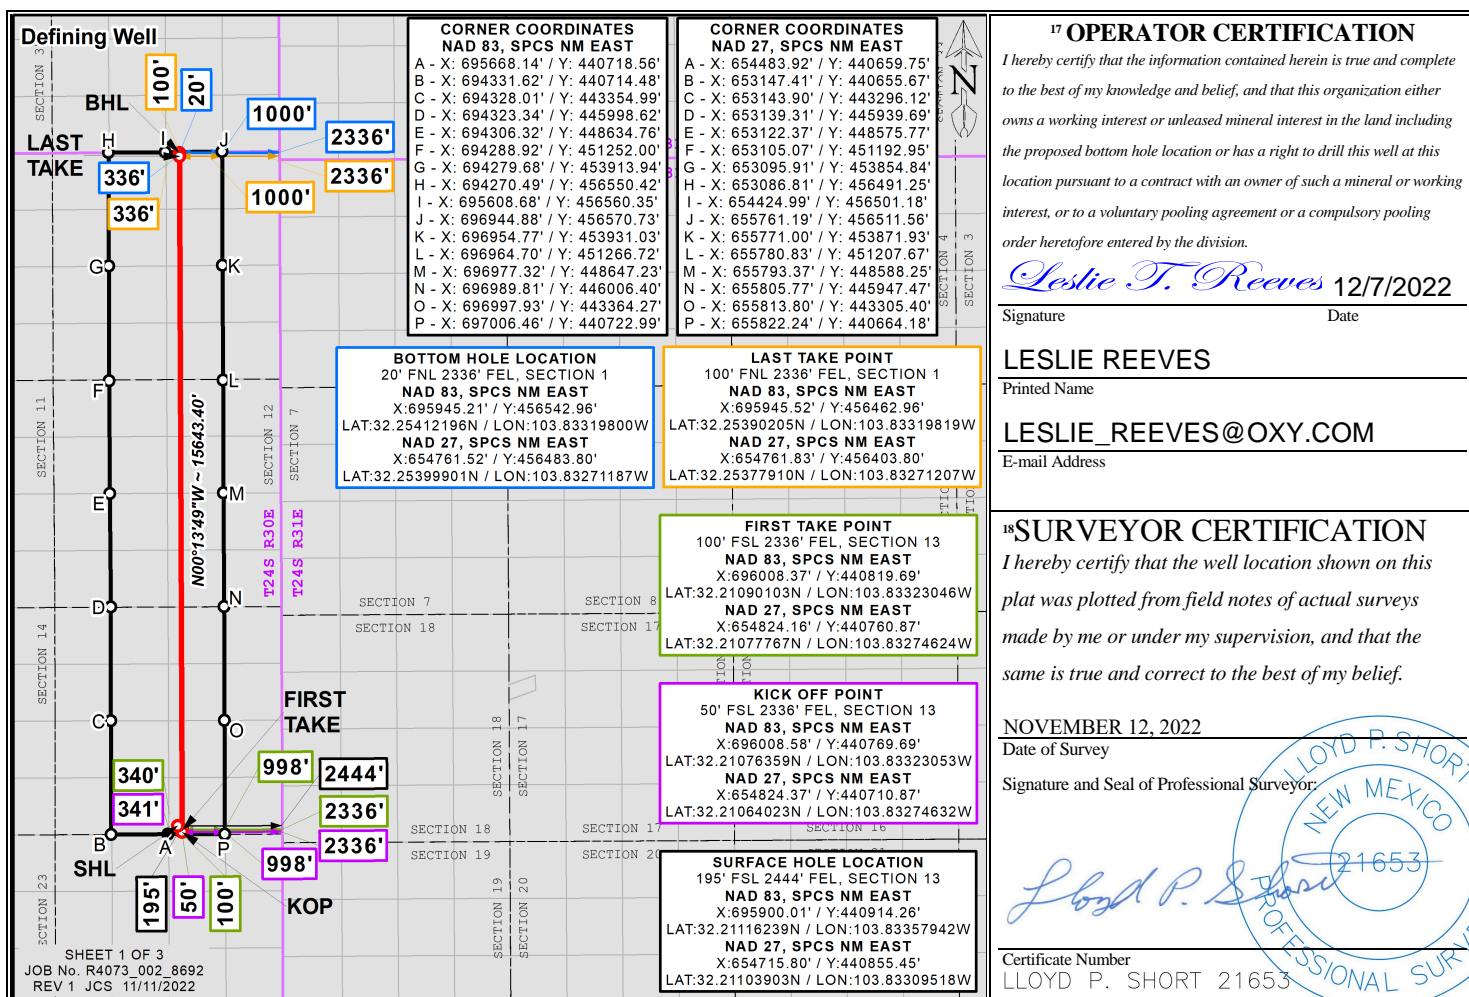 Defining Well
SECTION 3
BHL
100'
20'
1000'
2336'
LAST
TAKE
H
I
J
336'
336'
2336'
1000'
G
K
F
L
E
M
D
N
C
O
B
A
P
SECTION 11
SECTION 12
SECTION 7
N00°13'49"W ~ 15643.40'
T24S R30E
T24S R31E
SECTION 14
SECTION 7
SECTION 18
SECTION 8
SECTION 17
FIRST
TAKE
340'
341'
998'
2444'
2336'
2336'
998'
SHL
KOP
195'
50'
100'
SECTION 23
SECTION 18
SECTION 17
SECTION 18
SECTION 19
SECTION 17
SECTION 20
SECTION 16
SECTION 19
SECTION 20
SHEET 1 OF 3
JOB No. R4073_002_8692
REV 1 JCS 11/11/2022
CORNER COORDINATES
NAD 83, SPCS NM EAST
A - X: 695668.14' / Y: 440718.56'
B - X: 694331.62' / Y: 440714.48'
C - X: 694328.01' / Y: 443354.99'
D - X: 694323.34' / Y: 445998.62'
E - X: 694306.32' / Y: 448634.76'
F - X: 694288.92' / Y: 451252.00'
G - X: 694279.68' / Y: 453913.94'
H - X: 694270.49' / Y: 456550.42'
I - X: 695608.68' / Y: 456560.35'
J - X: 696944.88' / Y: 456570.73'
K - X: 696954.77' / Y: 453931.03'
L - X: 696964.70' / Y: 451266.72'
M - X: 696977.32' / Y: 448647.23'
N - X: 696989.81' / Y: 446006.40'
O - X: 696997.93' / Y: 443364.27'
P - X: 697006.46' / Y: 440722.99'
CORNER COORDINATES
NAD 27, SPCS NM EAST
A - X: 654483.92' / Y: 440659.75'
B - X: 653147.41' / Y: 440655.67'
C - X: 653143.90' / Y: 443296.12'
D - X: 653139.31' / Y: 445939.69'
E - X: 653122.37' / Y: 448575.77'
F - X: 653105.07' / Y: 451192.95'
G - X: 653095.91' / Y: 453854.84'
H - X: 653086.81' / Y: 456491.25'
I - X: 654424.99' / Y: 456501.18'
J - X: 655761.19' / Y: 456511.56'
K - X: 655771.00' / Y: 453871.93'
L - X: 655780.83' / Y: 451207.67'
M - X: 655793.37' / Y: 448588.25'
N - X: 655805.77' / Y: 445947.47'
O - X: 655813.80' / Y: 443305.40'
P - X: 655822.24' / Y: 440664.18'
N
SECTION 4
SECTION 3
BOTTOM HOLE LOCATION
20' FNL 2336' FEL, SECTION 1
NAD 83, SPCS NM EAST
X:695945.21' / Y:456542.96'
LAT:32.25412196N / LON:103.83319800W
NAD 27, SPCS NM EAST
X:654761.52' / Y:456483.80'
LAT:32.25399901N / LON:103.83271187W
LAST TAKE POINT
100' FNL 2336' FEL, SECTION 1
NAD 83, SPCS NM EAST
X:695945.52' / Y:456462.96'
LAT:32.25390205N / LON:103.83319819W
NAD 27, SPCS NM EAST
X:654761.83' / Y:456403.80'
LAT:32.25377910N / LON:103.83271207W
FIRST TAKE POINT
100' FSL 2336' FEL, SECTION 13
NAD 83, SPCS NM EAST
X:696008.37' / Y:440819.69'
LAT:32.21090103N / LON:103.83323046W
NAD 27, SPCS NM EAST
X:654824.16' / Y:440760.87'
LAT:32.21077767N / LON:103.83274624W
KICK OFF POINT
50' FSL 2336' FEL, SECTION 13
NAD 83, SPCS NM EAST
X:696008.58' / Y:440769.69'
LAT:32.21076359N / LON:103.83323053W
NAD 27, SPCS NM EAST
X:654824.37' / Y:440710.87'
LAT:32.21064023N / LON:103.83274632W
SURFACE HOLE LOCATION
195' FSL 2444' FEL, SECTION 13
NAD 83, SPCS NM EAST
X:695900.01' / Y:440914.26'
LAT:32.21116239N / LON:103.83357942W
NAD 27, SPCS NM EAST
X:654715.80' / Y:440855.45'
LAT:32.21103903N / LON:103.83309518W
17 OPERATOR CERTIFICATION
I hereby certify that the information contained herein is true and complete
to the best of my knowledge and belief, and that this organization either
owns a working interest or unleased mineral interest in the land including
the proposed bottom hole location or has a right to drill this well at this
location pursuant to a contract with an owner of such a mineral or working
interest, or to a voluntary pooling agreement or a compulsory pooling
order heretofore entered by the division.
Leslie T. Reeves 12/7/2022
Signature Date
LESLIE REEVES
Printed Name
LESLIE_REEVES@OXY.COM
E-mail Address
18 SURVEYOR CERTIFICATION
I hereby certify that the well location shown on this
plat was plotted from field notes of actual surveys
made by me or under my supervision, and that the
same is true and correct to the best of my belief.
NOVEMBER 12, 2022
Date of Survey
Signature and Seal of Professional Surveyor:
LLOYD P. SHORT
NEW MEXICO
21653
PROFESSIONAL SURVE
Lloyd P. Short
Certificate Number
LLOYD P. SHORT 21653